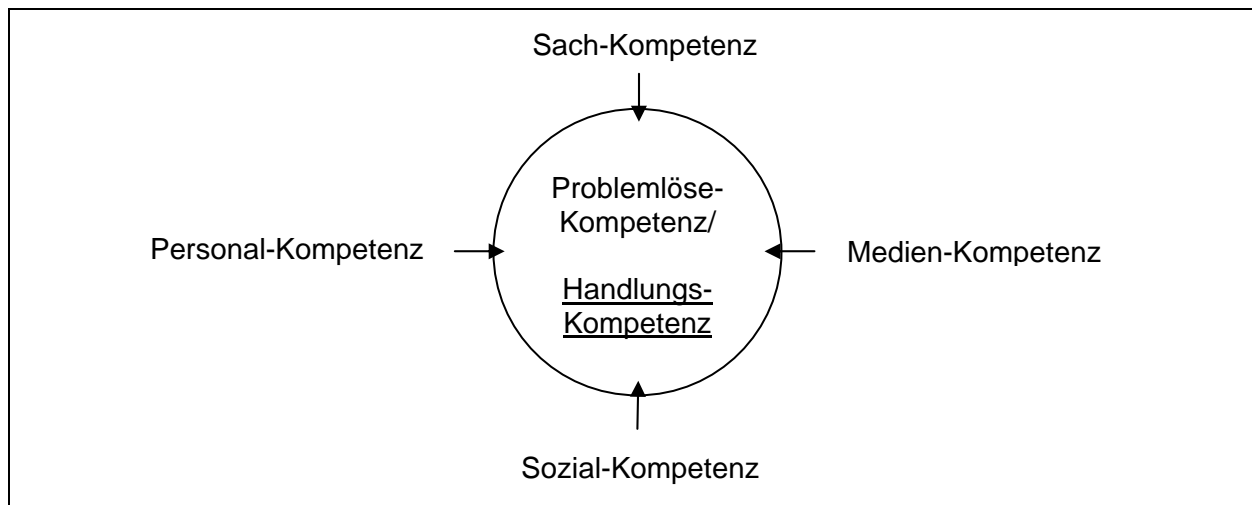 Sach-Kompetenz
Problemlöse-
Kompetenz/
Personal-Kompetenz
Medien-Kompetenz
Handlungs-
Kompetenz
Sozial-Kompetenz